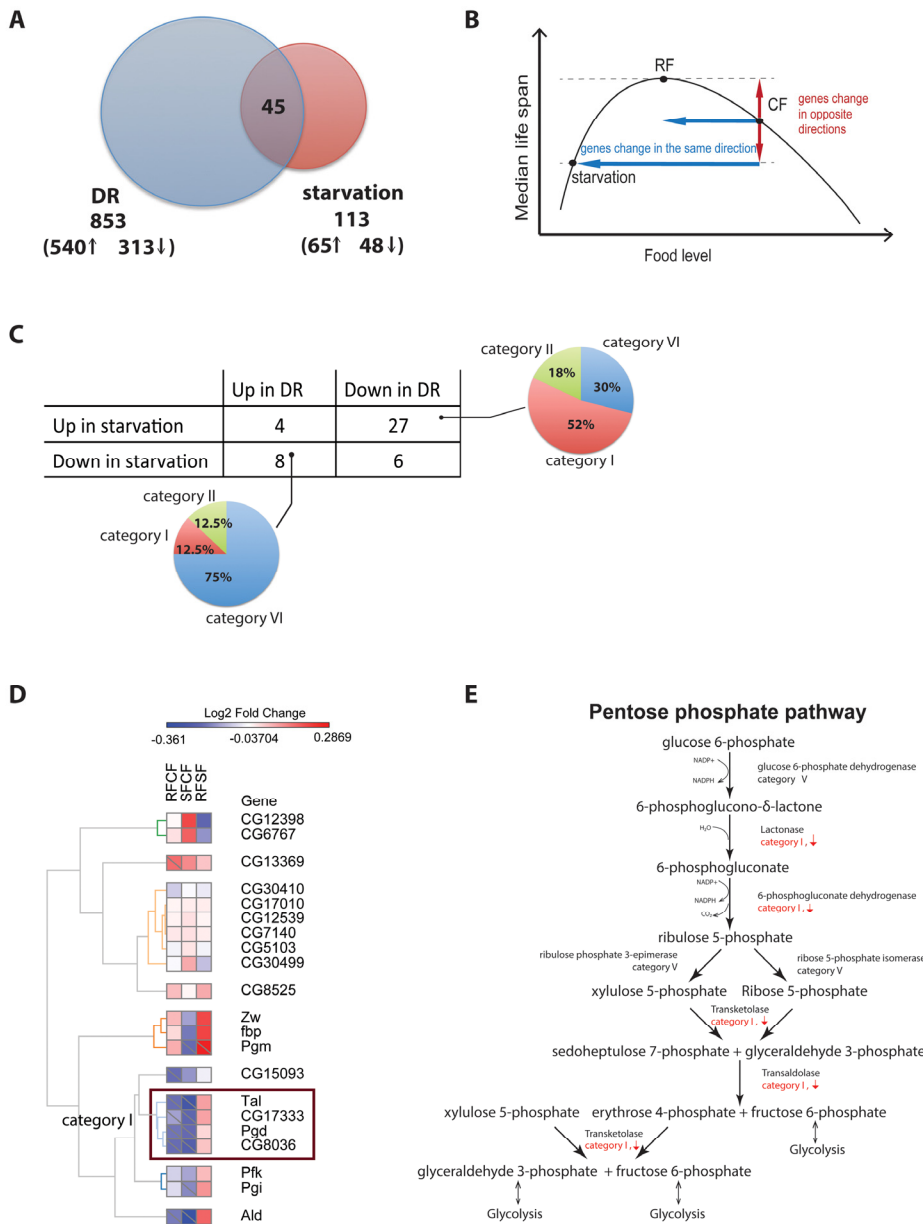 A
45
DR
853
(540↑ 313↓)
starvation
113
(65↑ 48↓)
B
Median life span
RF
CF
genes change
in opposite
directions
genes change in the same direction
starvation
Food level
C
Up in DR
Down in DR
Up in starvation
4
27
Down in starvation
8
6
category II
category VI
18%
30%
52%
category I
category II
category I
12.5%
12.5%
75%
category VI
D
Log2 Fold Change
-0.361
-0.03704
0.2869
RFCF
SFCF
RFSF
Gene
CG12398
CG6767
CG13369
CG30410
CG17010
CG12539
CG7140
CG5103
CG30499
CG8525
Zw
fbp
Pgm
CG15093
category I
Tal
CG17333
Pgd
CG8036
Pfk
Pgi
Ald
E
Pentose phosphate pathway
glucose 6-phosphate
NADP+
NADPH
glucose 6-phosphate dehydrogenase
category V
6-phosphoglucono-δ-lactone
H₂O
Lactonase
category I, ↓
6-phosphogluconate
NADP+
NADPH
CO₂
6-phosphogluconate dehydrogenase
category I, ↓
ribulose 5-phosphate
ribulose phosphate 3-epimerase
category V
ribose 5-phosphate isomerase
category V
xylulose 5-phosphate
Ribose 5-phosphate
Transketolase
category I, ↓
sedoheptulose 7-phosphate + glyceraldehyde 3-phosphate
Transaldolase
category I, ↓
xylulose 5-phosphate
erythrose 4-phosphate + fructose 6-phosphate
Transketolase
category I, ↓
Glycolysis
glyceraldehyde 3-phosphate + fructose 6-phosphate
Glycolysis
Glycolysis